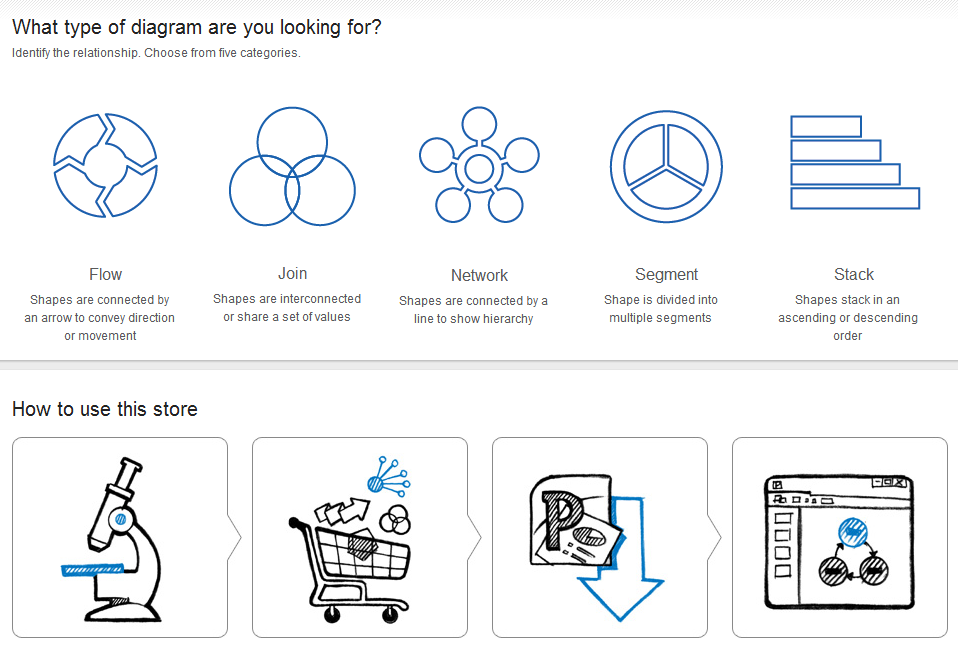 What type of diagram are you looking for?
Identify the relationship. Choose from five categories.
Flow
Shapes are connected by
an arrow to convey direction
or movement
Join
Shapes are interconnected
or share a set of values
Network
Shapes are connected by a
line to show hierarchy
Segment
Shape is divided into
multiple segments
Stack
Shapes stack in an
ascending or descending
order
How to use this store
P